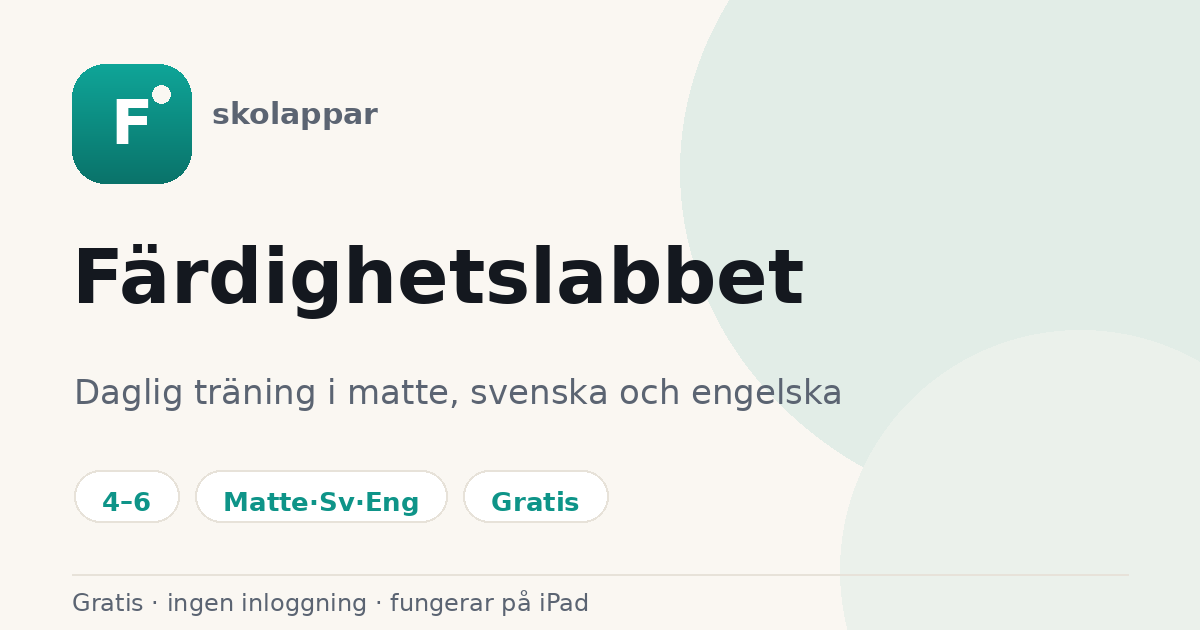 F
skolappar
Färdighetslabbet
Daglig träning i matte, svenska och engelska
4–6 Matte·Sv·Eng Gratis
Gratis · ingen inloggning · fungerar på iPad